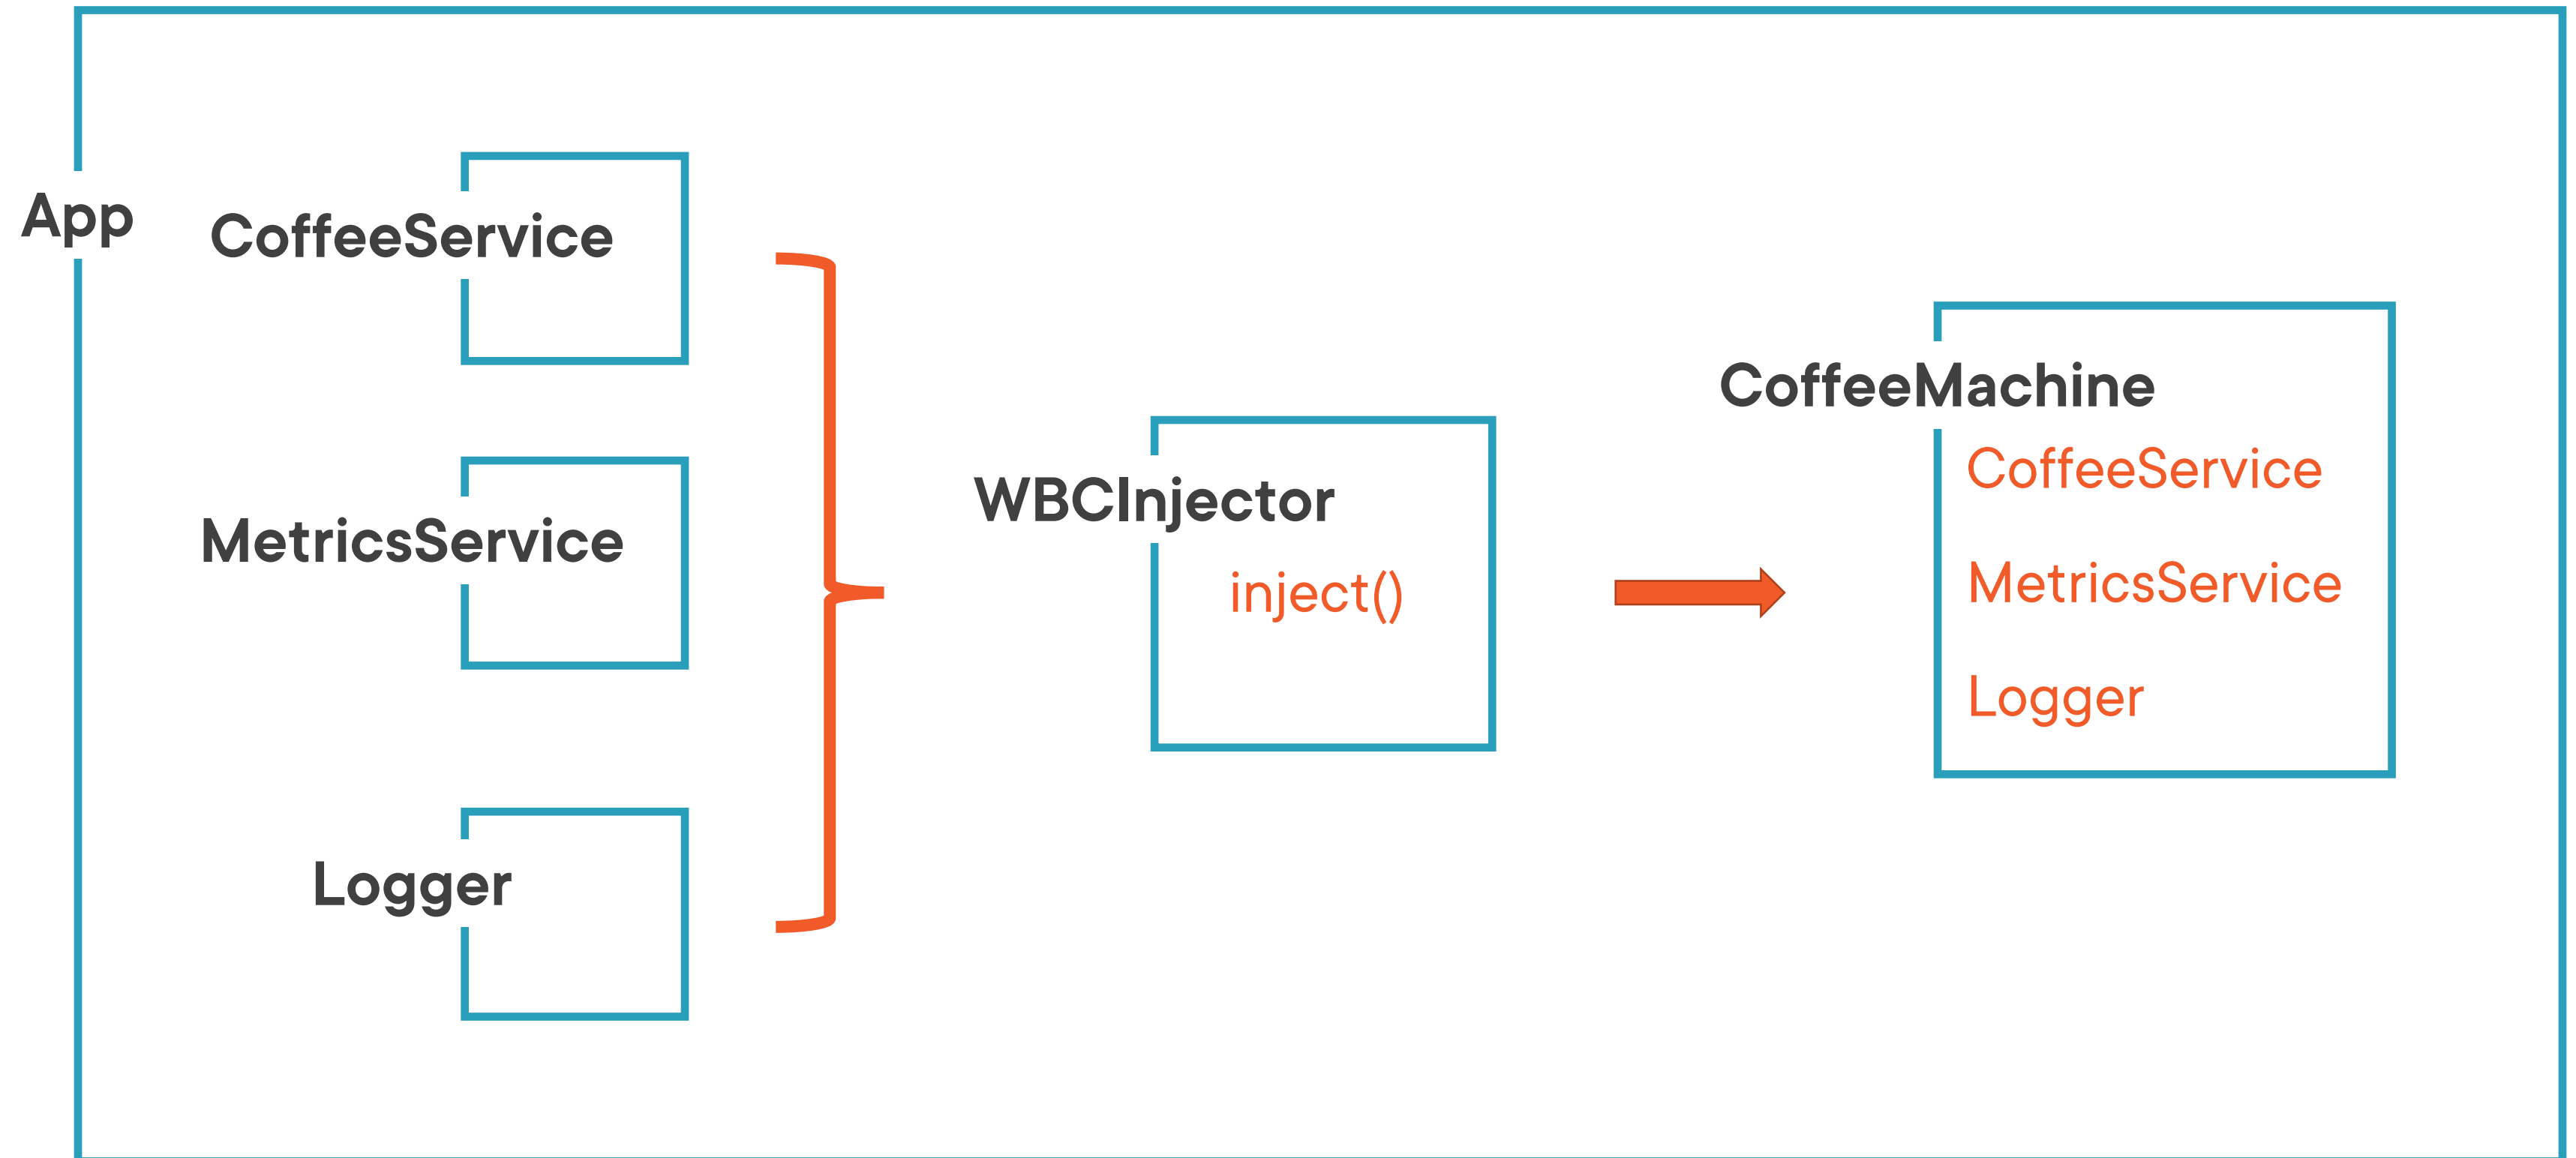 App
CoffeeService
MetricsService
Logger
WBCInjector
inject()
CoffeeMachine
CoffeeService
MetricsService
Logger